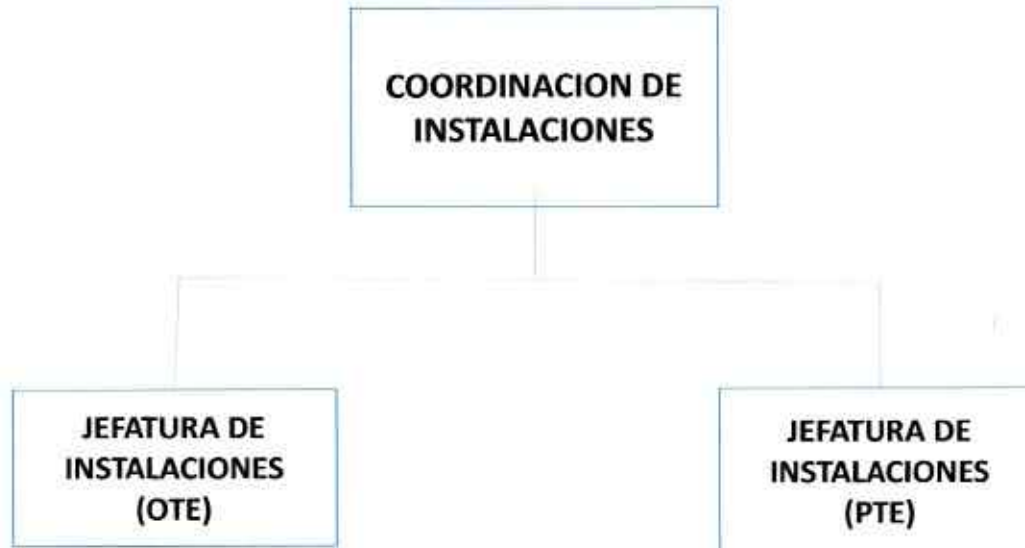 COORDINACION DE
INSTALACIONES
JEFATURA DE
INSTALACIONES
(OTE)
JEFATURA DE
INSTALACIONES
(PTE)